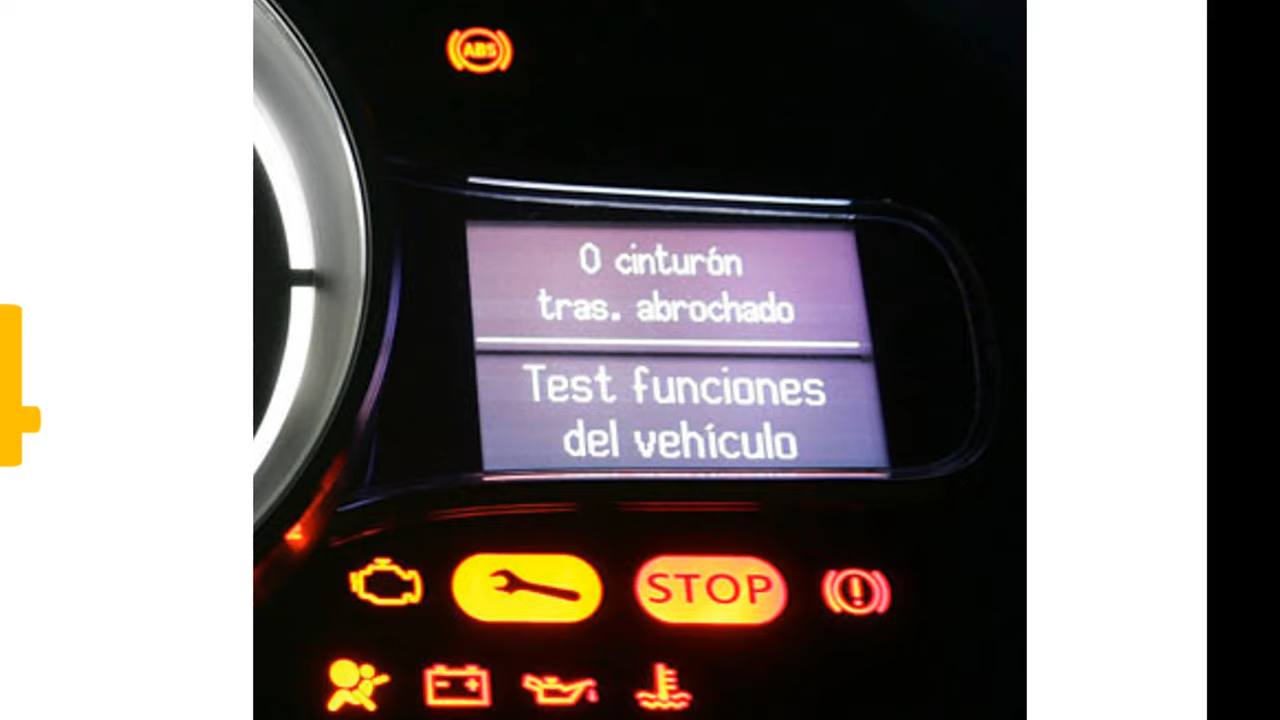 ABS
0 cinturón
tras. abrochado
Test funciones
del vehículo
STOP